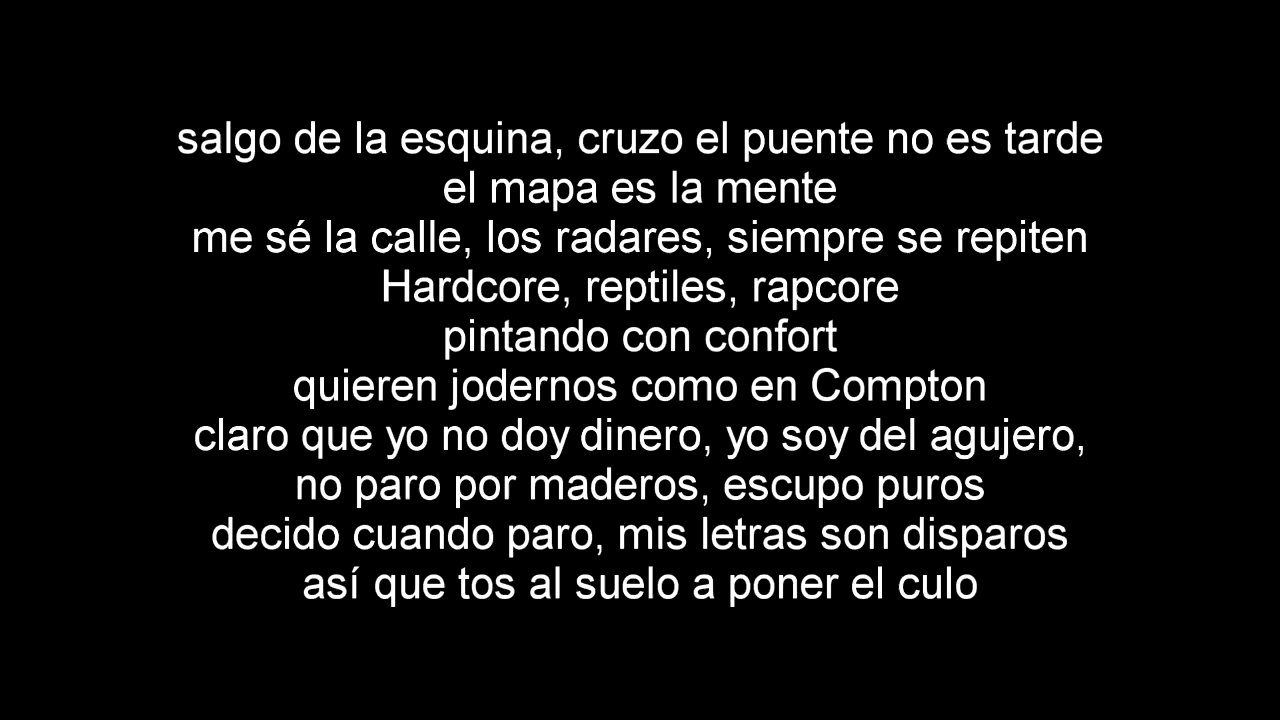 salgo de la esquina, cruzo el puente no es tarde
el mapa es la mente
me sé la calle, los radares, siempre se repiten
Hardcore, reptiles, rapcore
pintando con confort
quieren jodernos como en Compton
claro que yo no doy dinero, yo soy del agujero,
no paro por maderos, escupo puros
decido cuando paro, mis letras son disparos
así que tos al suelo a poner el culo